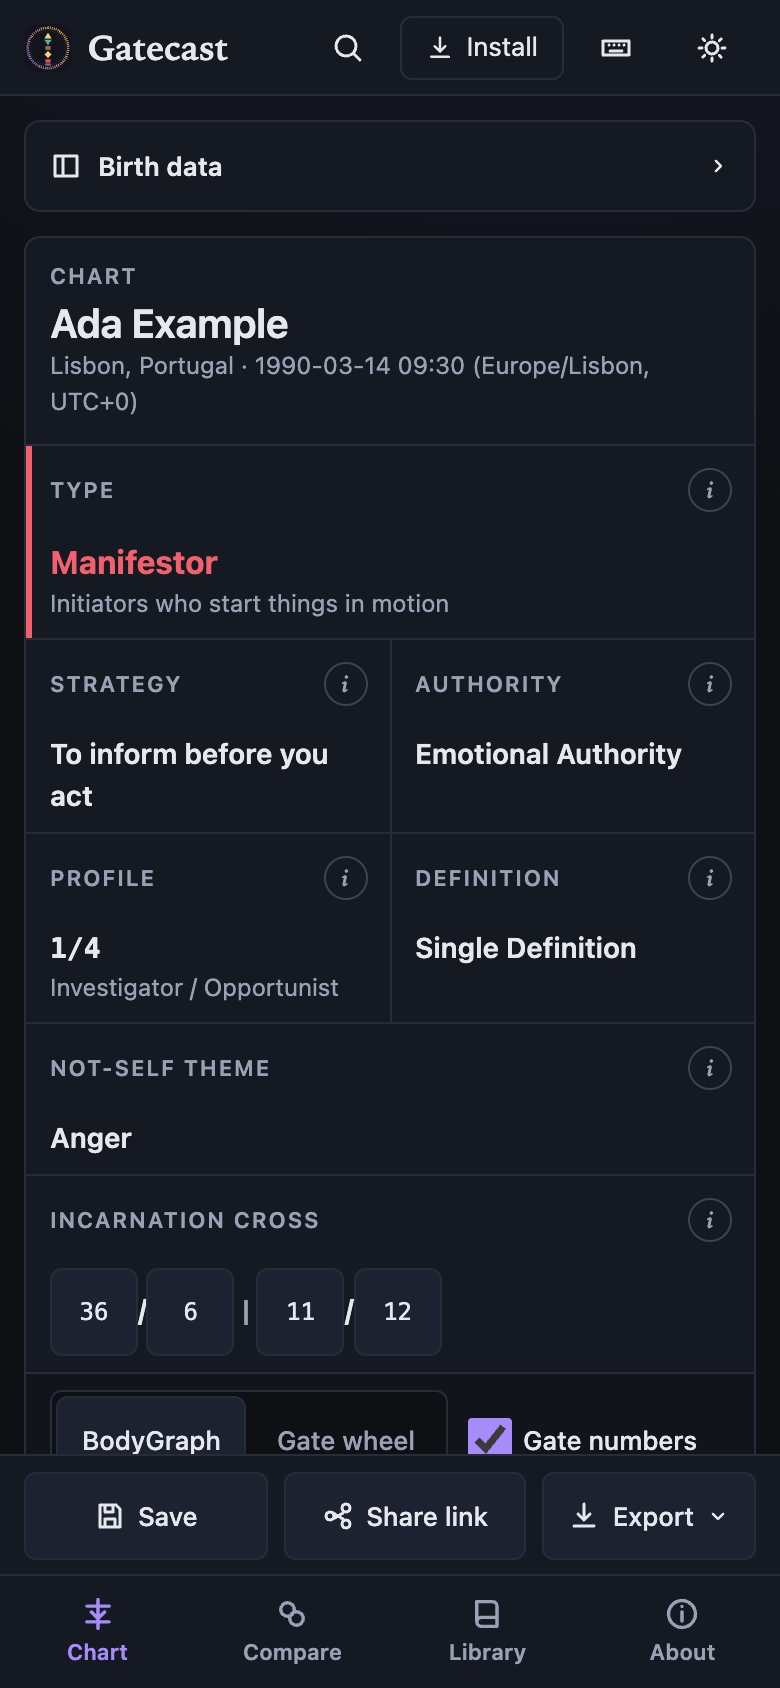 Gatecast
Install
Birth data
CHART
Ada Example
Lisbon, Portugal · 1990-03-14 09:30 (Europe/Lisbon,
UTC+0)
TYPE
Manifestor
Initiators who start things in motion
STRATEGY
To inform before you
act
AUTHORITY
Emotional Authority
PROFILE
1/4
Investigator / Opportunist
DEFINITION
Single Definition
NOT-SELF THEME
Anger
INCARNATION CROSS
36 / 6 | 11 / 12
BodyGraph Gate wheel Gate numbers
Save Share link Export
Chart Compare Library About